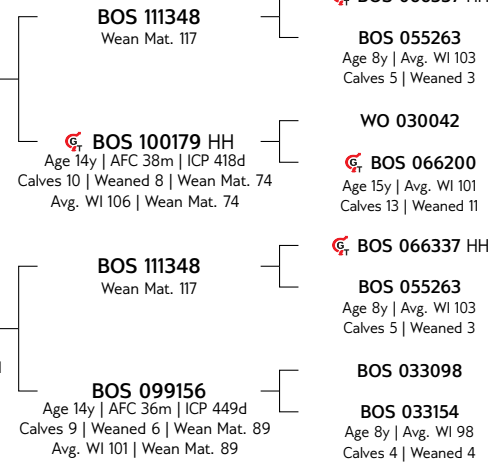 BOS 111348
Wean Mat. 117
BOS 055263
Age 8y | Avg. WI 103
Calves 5 | Weaned 3
BOS 100179 HH
Age 14y | AFC 38m | ICP 418d
Calves 10 | Weaned 8 | Wean Mat. 74
Avg. WI 106 | Wean Mat. 74
WO 030042
GT BOS 066200
Age 15y | Avg. WI 101
Calves 13 | Weaned 11
BOS 111348
Wean Mat. 117
GT BOS 066337 HH
BOS 055263
Age 8y | Avg. WI 103
Calves 5 | Weaned 3
BOS 099156
Age 14y | AFC 36m | ICP 449d
Calves 9 | Weaned 6 | Wean Mat. 89
Avg. WI 101 | Wean Mat. 89
BOS 033098
BOS 033154
Age 8y | Avg. WI 98
Calves 4 | Weaned 4